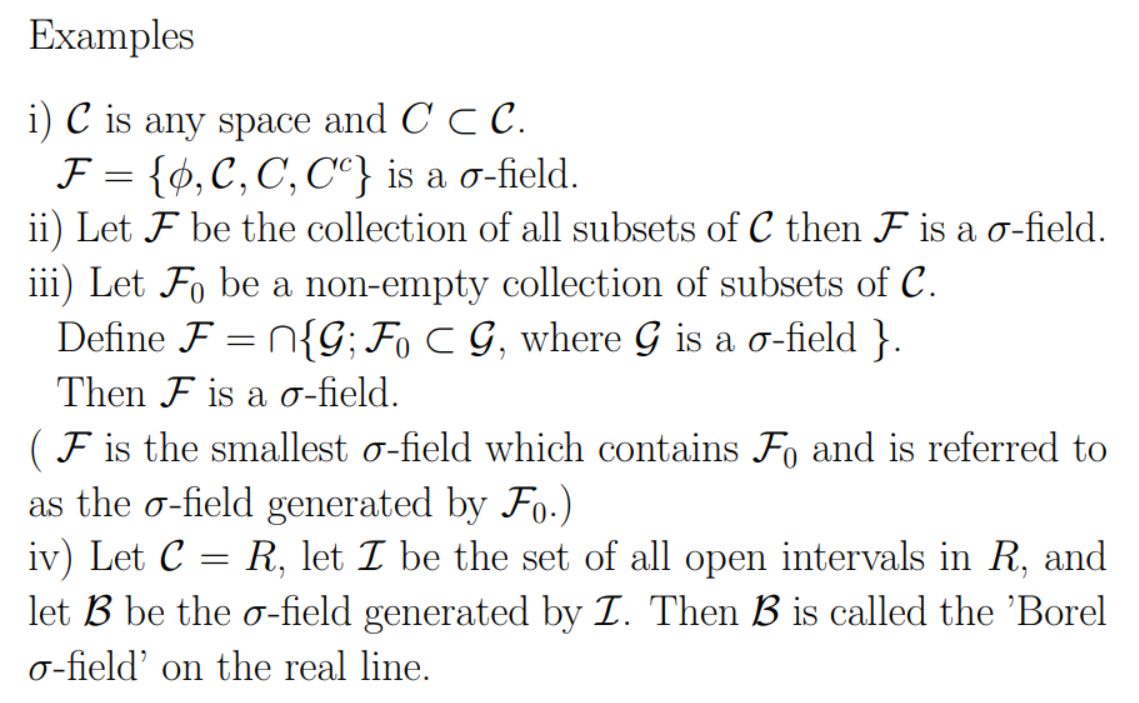 Examples
i) 𝒞 is any space and C ⊂ 𝒞.
ℱ = {ϕ, 𝒞, C, Cᶜ} is a σ-field.
ii) Let ℱ be the collection of all subsets of 𝒞 then ℱ is a σ-field.
iii) Let ℱ₀ be a non-empty collection of subsets of 𝒞.
Define ℱ = ∩{𝒢; ℱ₀ ⊂ 𝒢, where 𝒢 is a σ-field }.
Then ℱ is a σ-field.
( ℱ is the smallest σ-field which contains ℱ₀ and is referred to
as the σ-field generated by ℱ₀.)
iv) Let 𝒞 = R, let ℐ be the set of all open intervals in R, and
let ℬ be the σ-field generated by ℐ. Then ℬ is called the ’Borel
σ-field’ on the real line.